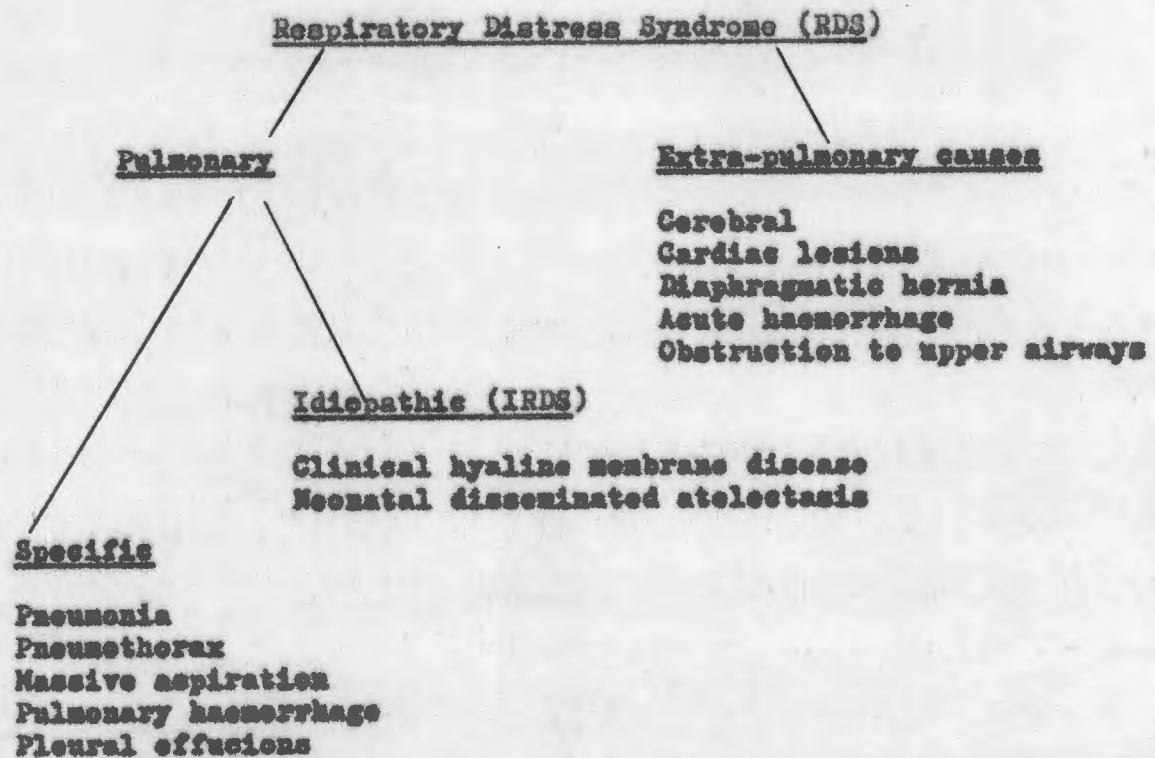 Respiratory Distress Syndrome (RDS)
Pulmonary
Extra-pulmonary causes
Cerebral
Cardiac lesions
Diaphragmatic hernia
Acute haemorrhage
Obstruction to upper airways
Idiopathic (IRDS)
Clinical hyaline membrane disease
Neonatal disseminated atelectasis
Specific
Pneumonia
Pneumothorax
Massive aspiration
Pulmonary haemorrhage
Pleural effusions